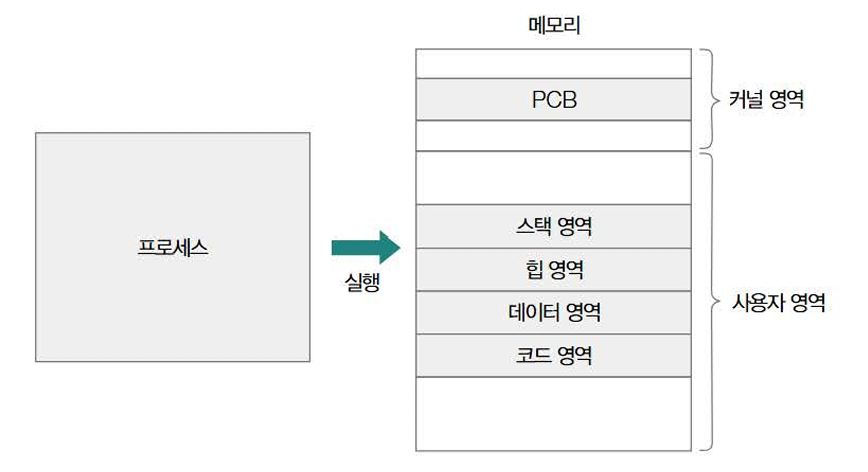 메모리
PCB
커널 영역
프로세스
실행
스택 영역
힙 영역
데이터 영역
코드 영역
사용자 영역